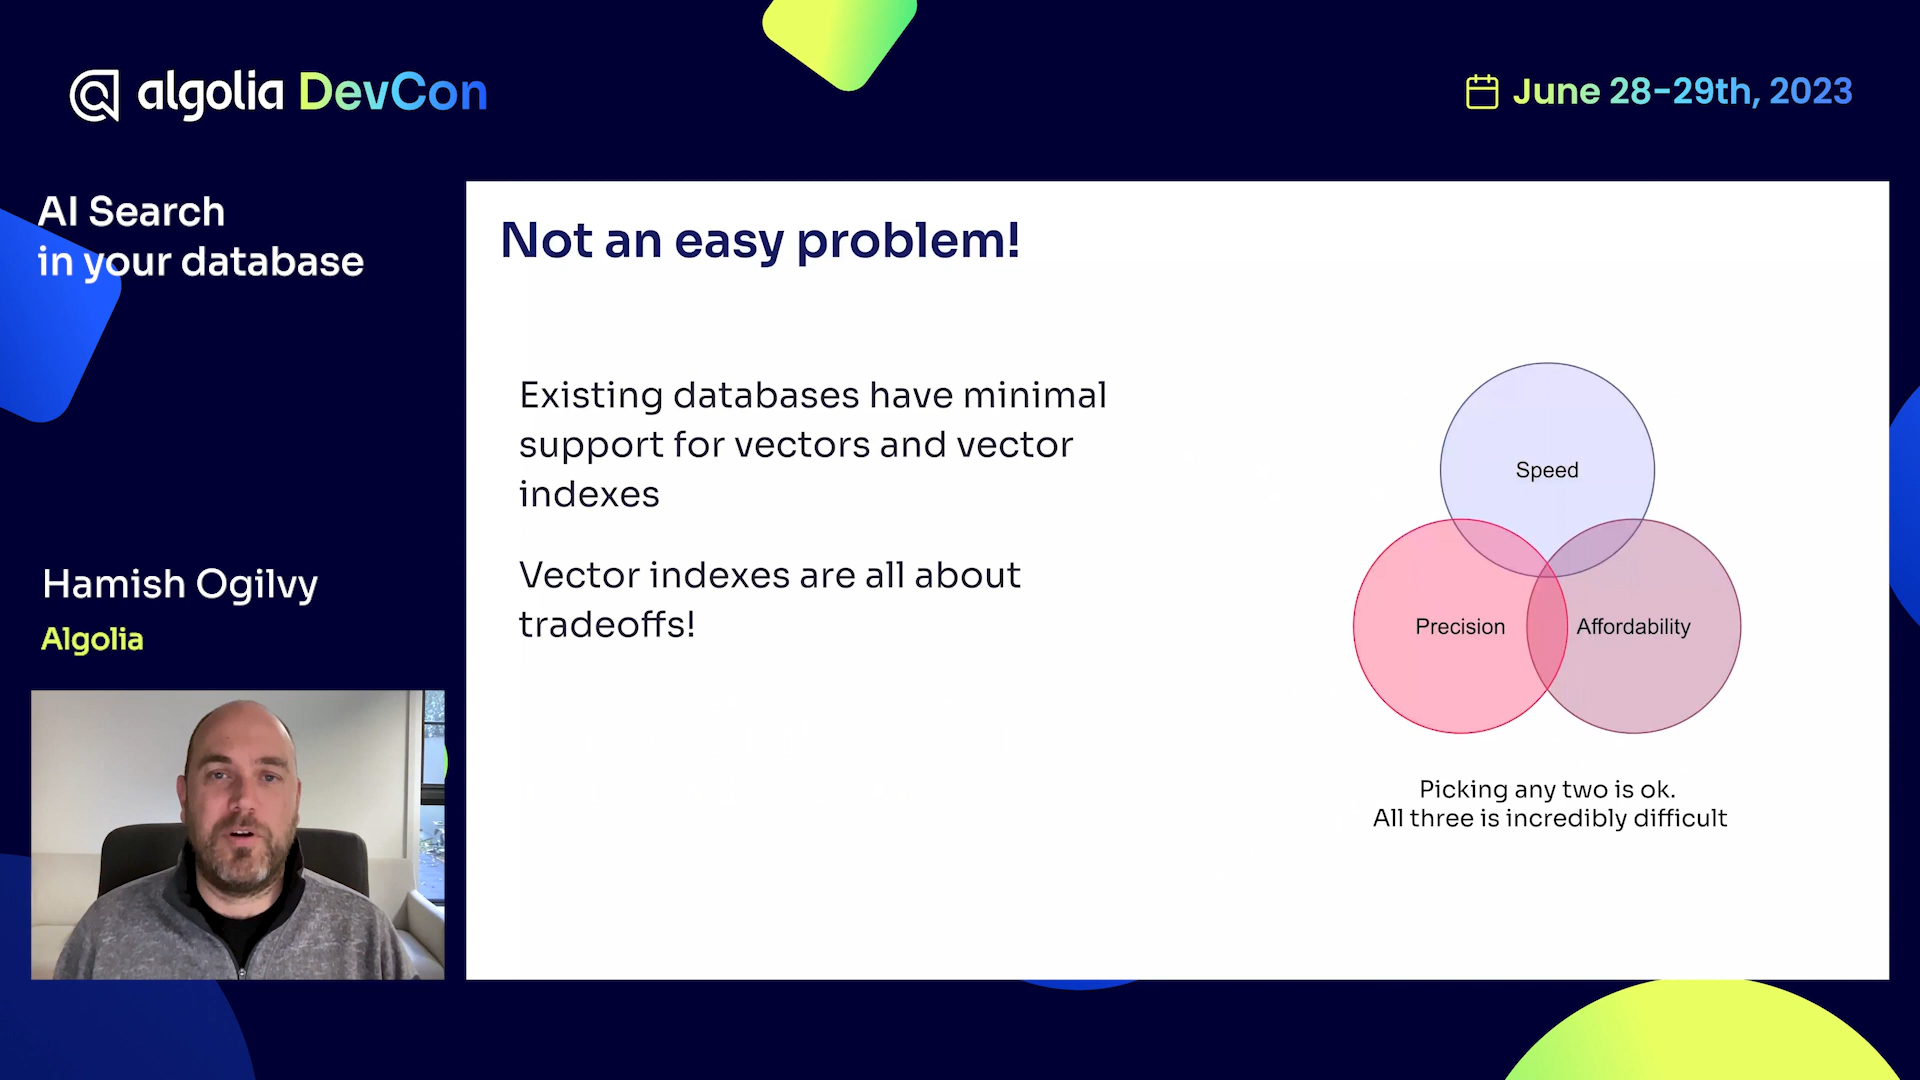 algolia DevCon
June 28-29th, 2023
AI Search
in your database
Hamish Ogilvy
Algolia
Not an easy problem!
Existing databases have minimal
support for vectors and vector
indexes
Vector indexes are all about
tradeoffs!
Speed
Precision
Affordability
Picking any two is ok.
All three is incredibly difficult